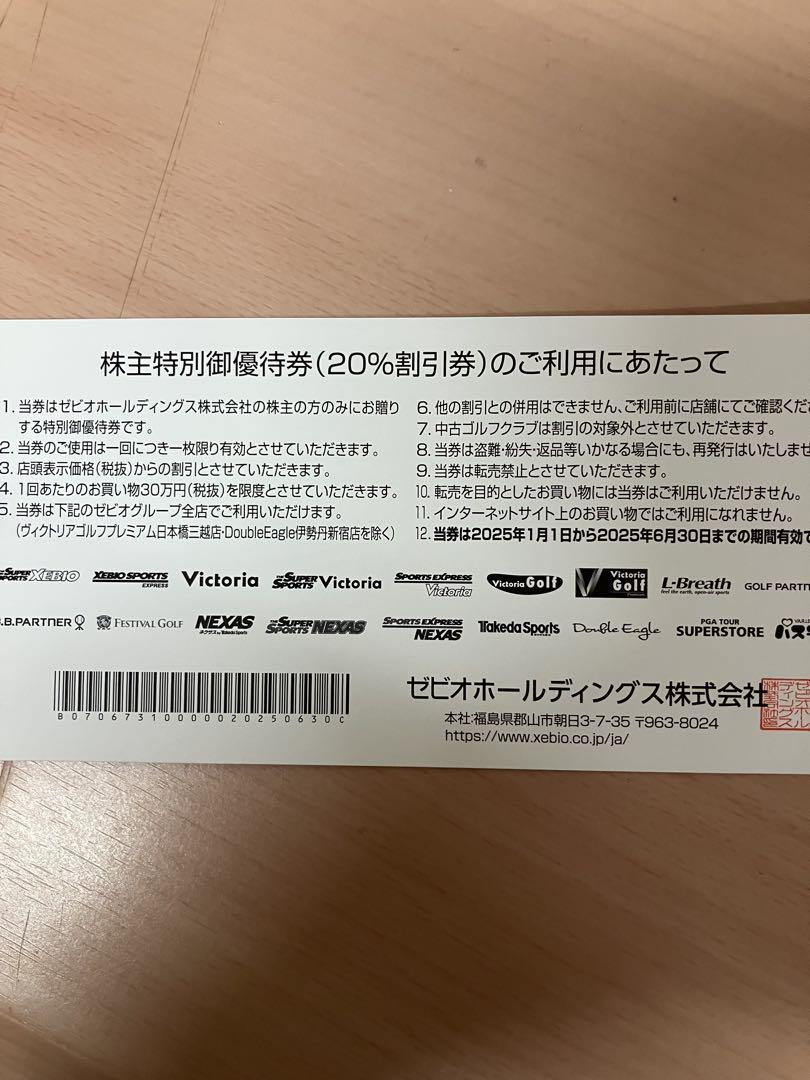 株主特別御優待券(20%割引券)のご利用にあたって
1. 当券はゼビオホールディングス株式会社の株主の方のみにお贈り
する特別御優待券です。
2. 当券のご使用は一回につき一枚限り有効とさせていただきます。
3. 店頭表示価格(税抜)からの割引とさせていただきます。
4. 1回あたりのお買い物30万円(税抜)を限度とさせていただきます。
5. 当券は下記のゼビオグループ全店でご利用いただけます。
(ヴィクトリアゴルフプレミアム日本橋三越店・DoubleEagle伊勢丹新宿店を除く)
6. 他の割引との併用はできません、ご利用前に店舗にてご確認くだ
7. 中古ゴルフクラブは割引の対象外とさせていただきます。
8. 当券は盗難・紛失・返品等いかなる場合にも、再発行はいたしませ
9. 当券は転売禁止とさせていただきます。
10. 転売を目的としたお買い物には当券はご利用いただけません。
11. インターネットサイト上のお買い物ではご利用になれません。
12. 当券は2025年1月1日から2025年6月30日までの期間有効で
SUPER SPORTS XEBIO XEBIO SPORTS EXPRESS Victoria SUPER SPORTS Victoria SPORTS EXPRESS Victoria Victoria Golf Victoria Golf L-Breath feel the earth, open-air sports GOLF PARTN
.B.PARTNER FESTIVAL GOLF NEXAS ネクサス by Takeda Sports SUPER SPORTS NEXAS SPORTS EXPRESS NEXAS Takeda Sports Double Eagle PGA TOUR SUPERSTORE
B070673100000202506​30C
ゼビオホールディングス株式会社
本社:福島県郡山市朝日3-7-35 〒963-8024
https://www.xebio.co.jp/ja/